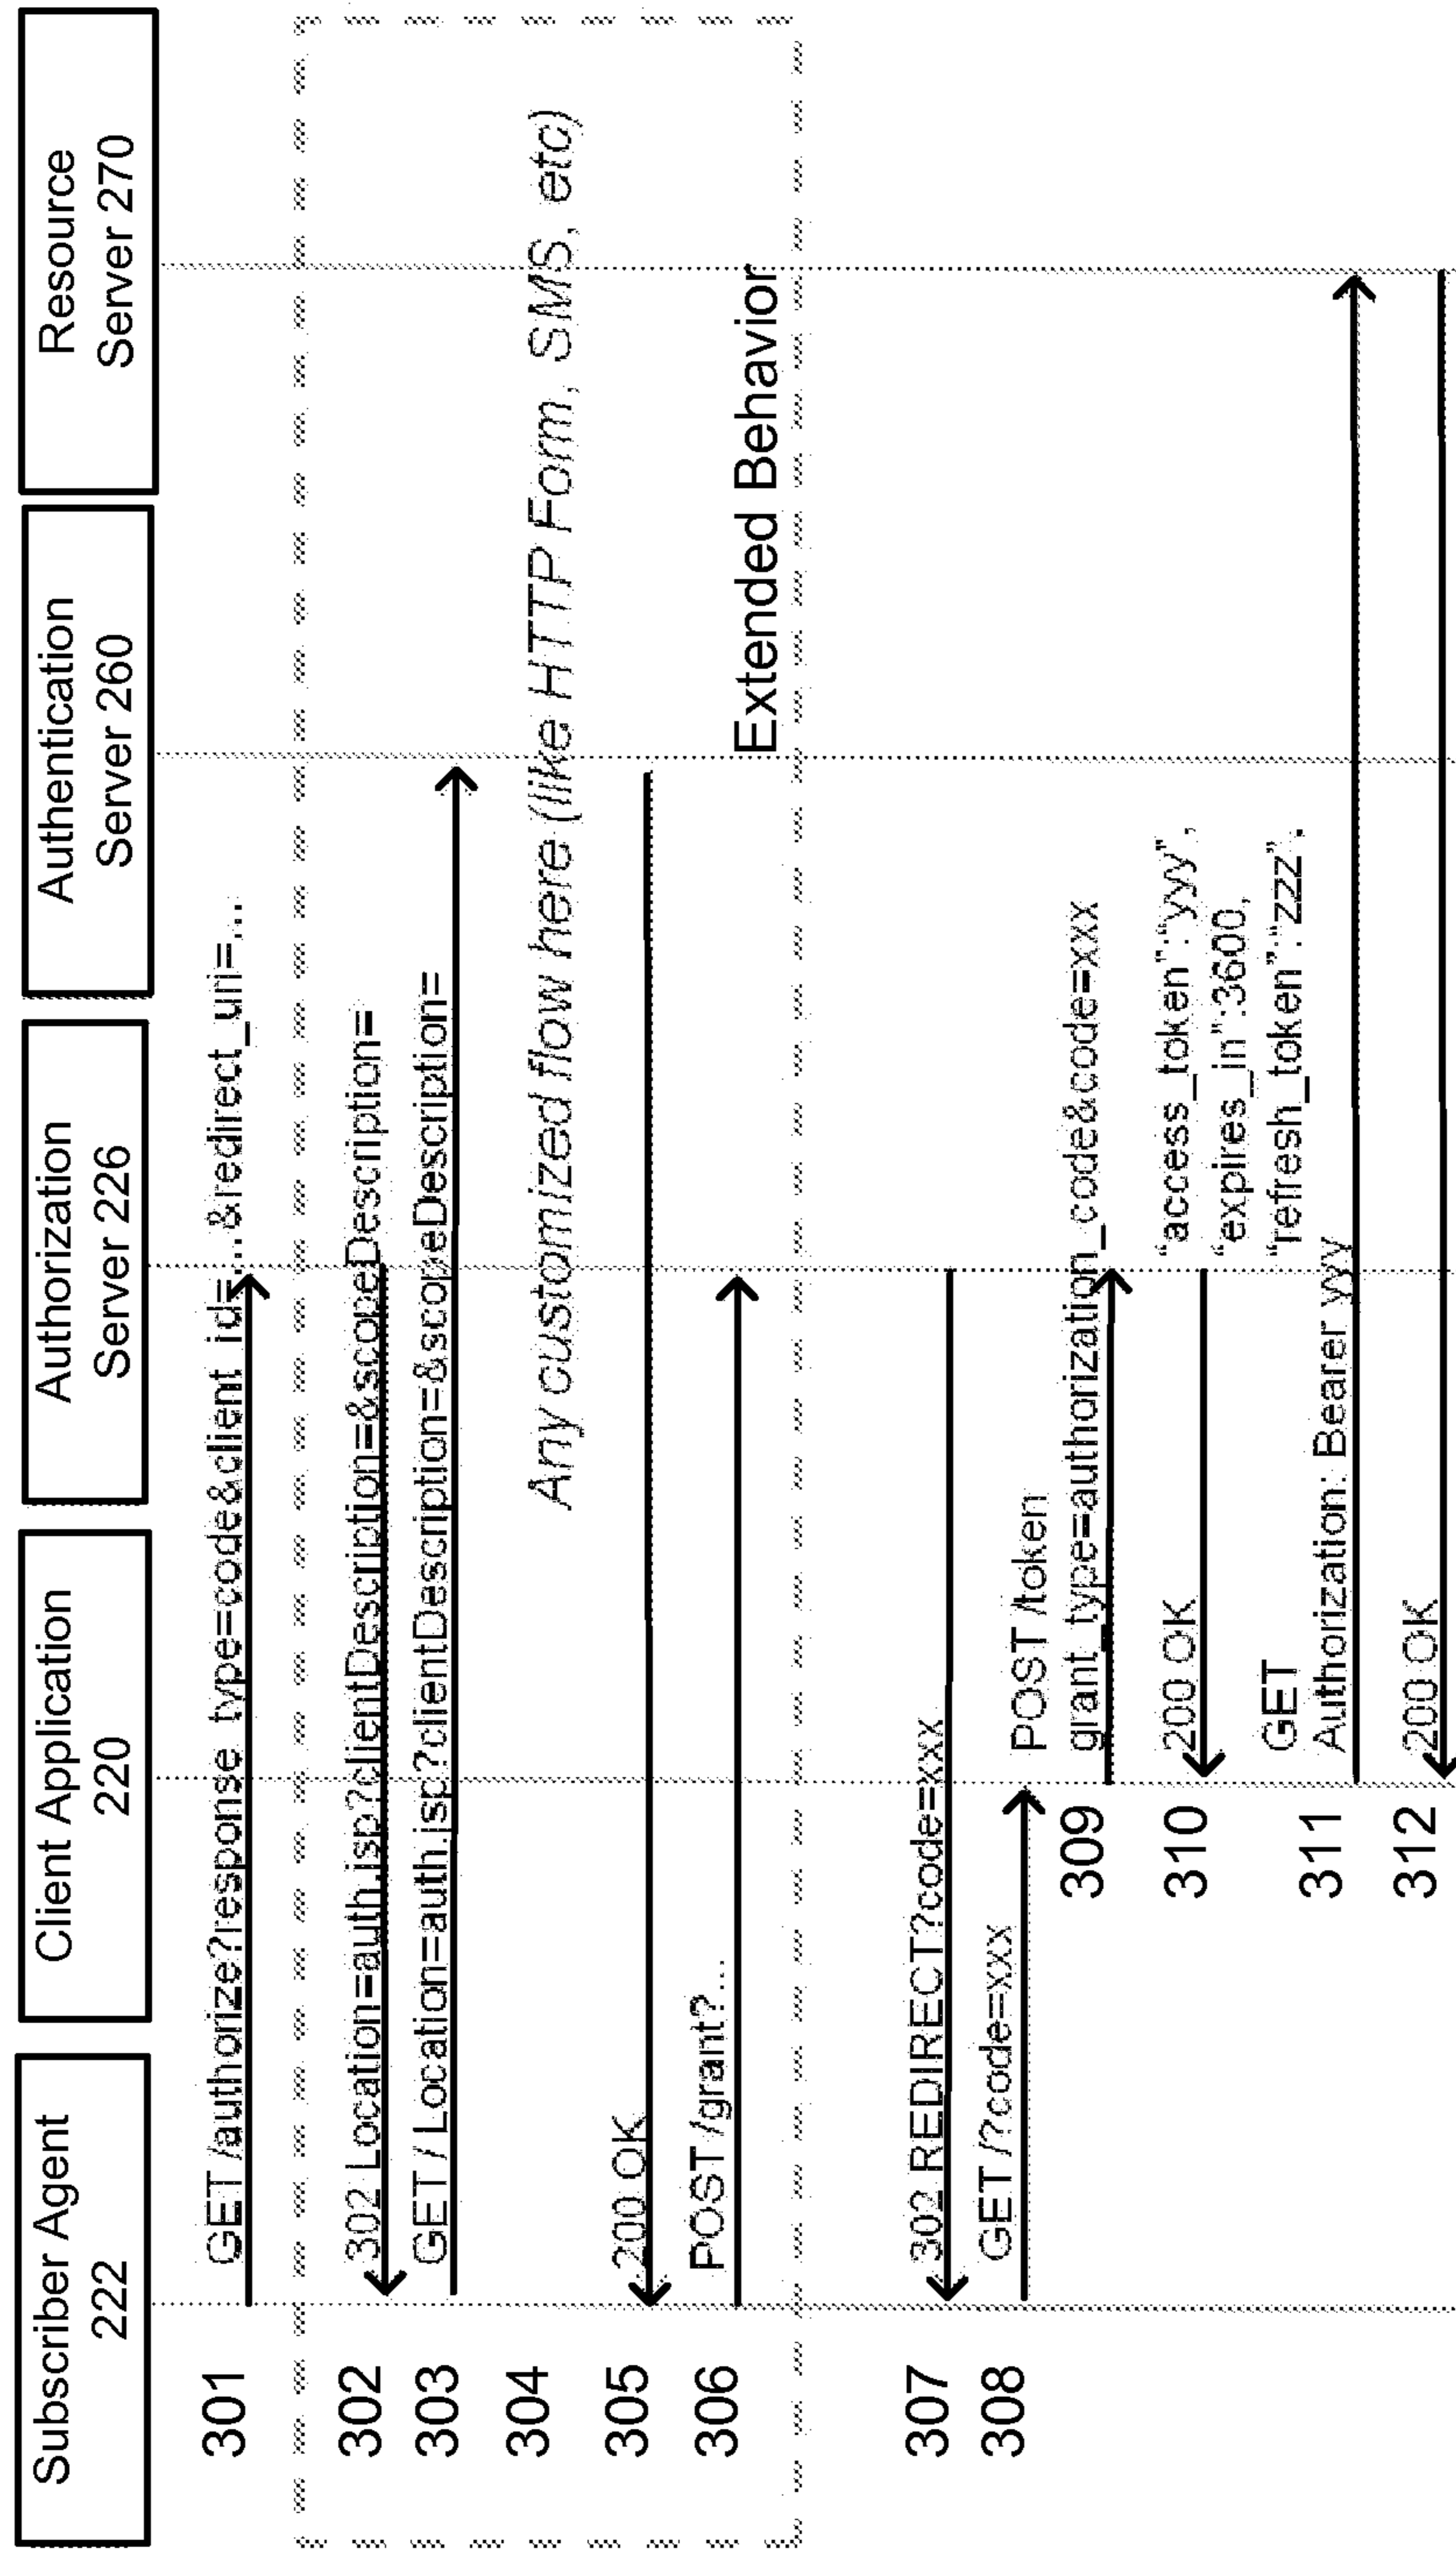 Subscriber Agent
222
Client Application
220
Authorization
Server 226
Authentication
Server 260
Resource
Server 270
301
GET /authorize?response_type=code&client_id=...&redirect_uri=...
302
302 Location=auth.jsp?clientDescription=&scopeDescription=
303
GET / Location=auth.jsp?clientDescription=&scopeDescription=
304
Any customized flow here (like HTTP Form, SMS, etc)
305
200 OK
306
POST /grant?...
Extended Behavior
307
302 REDIRECT?code=xxx
308
GET /?code=xxx
POST /token
309
grant_type=authorization_code&code=xxx
310
200 OK
"access_token":"yyy",
"expires_in":3600,
"refresh_token":"zzz",
GET
311
Authorization: Bearer yyy
312
200 OK